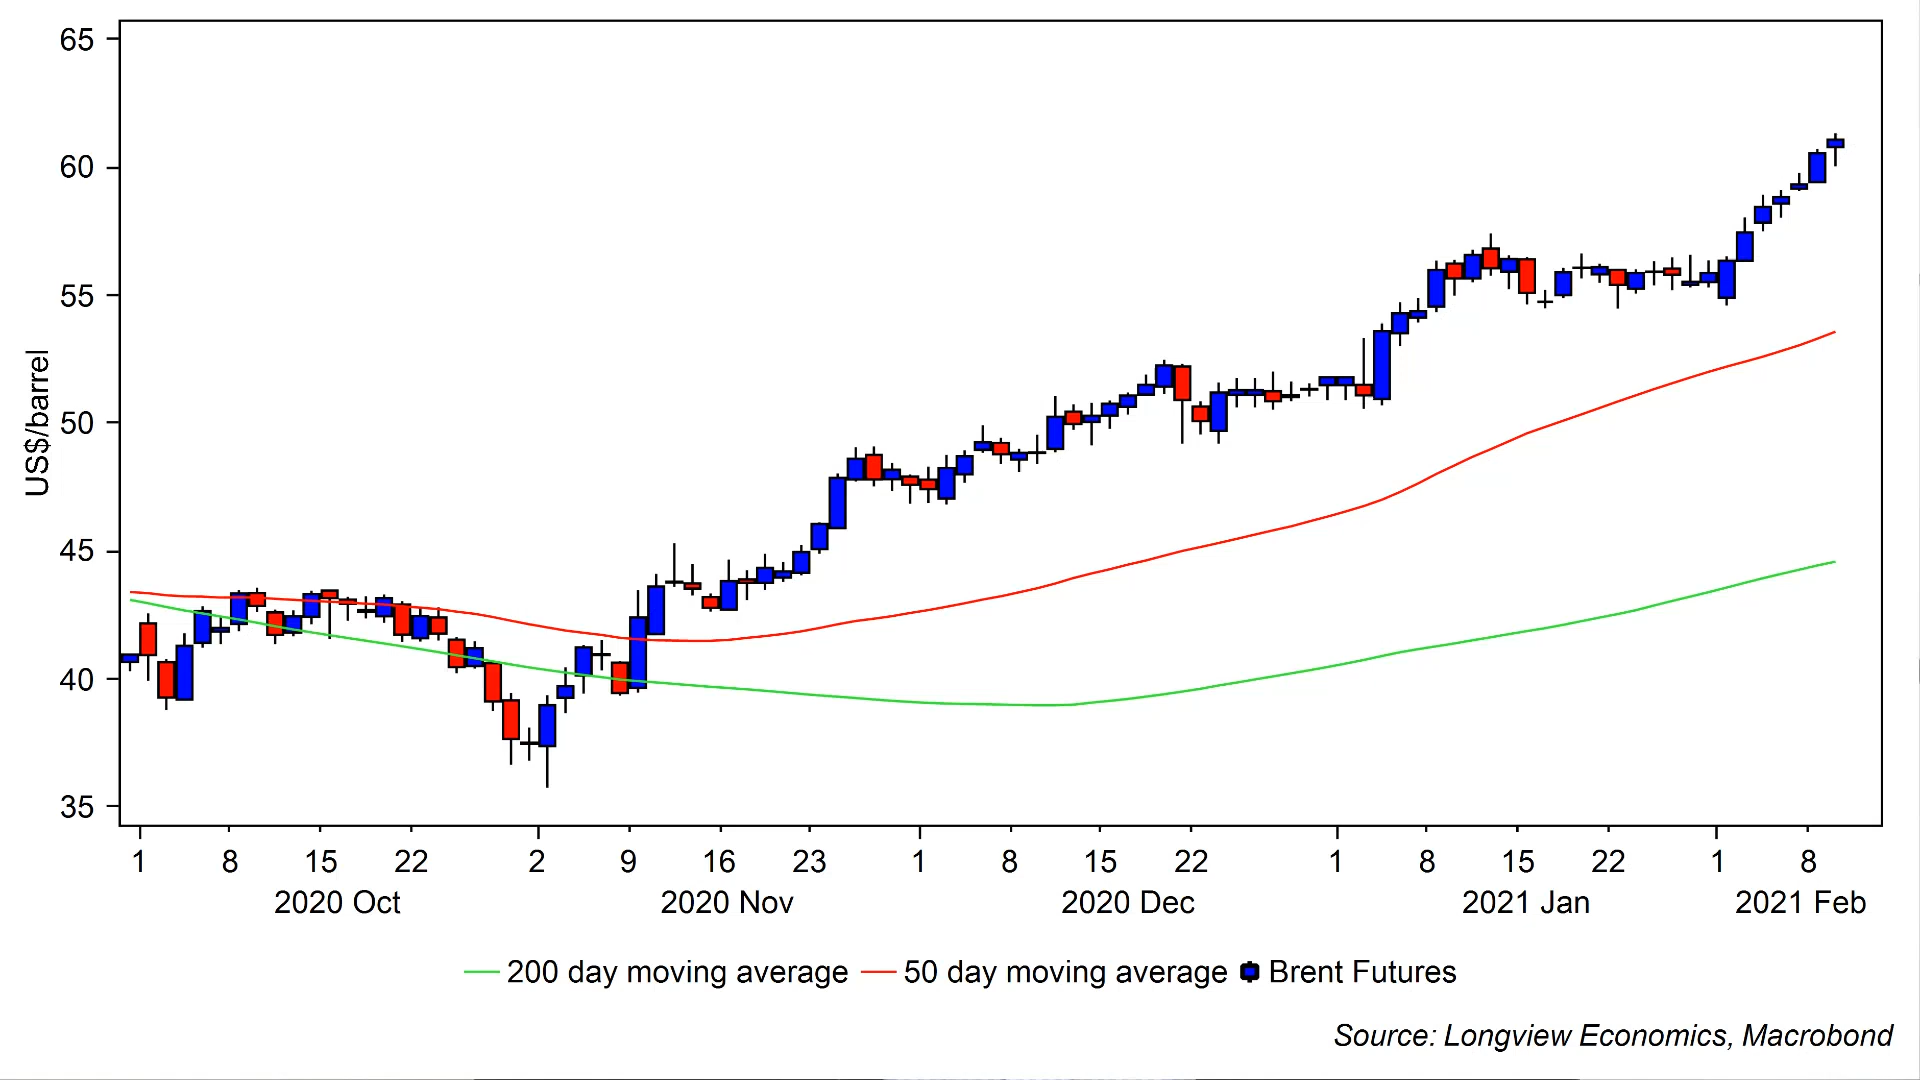 65
60
55
50
45
40
35
US$/barrel
1 8 15 22 2 9 16 23 1 8 15 22 1 8 15 22 1 8
2020 Oct 2020 Nov 2020 Dec 2021 Jan 2021 Feb
200 day moving average 50 day moving average Brent Futures
Source: Longview Economics, Macrobond